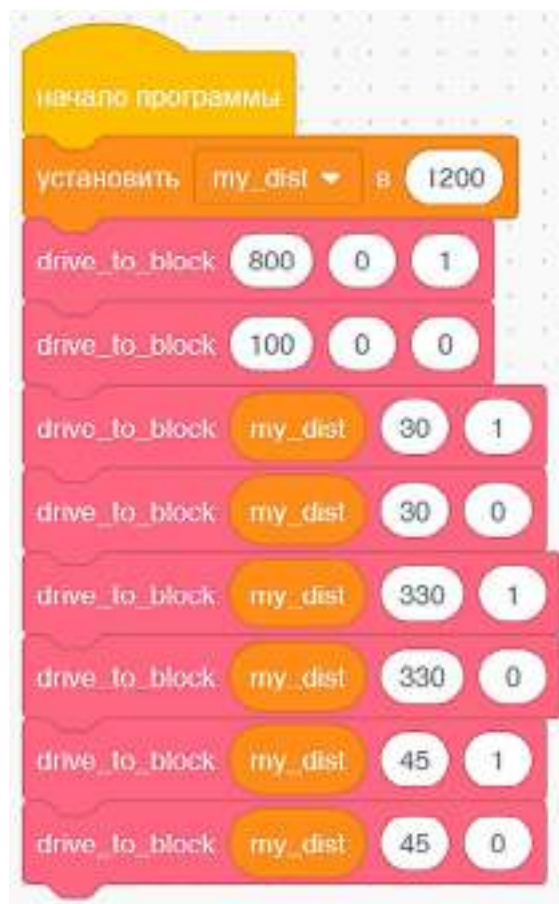 начало программы
установить my_dist в 1200
drive_to_block 800 0 1
drive_to_block 100 0 0
drive_to_block my_dist 30 1
drive_to_block my_dist 30 0
drive_to_block my_dist 330 1
drive_to_block my_dist 330 0
drive_to_block my_dist 45 1
drive_to_block my_dist 45 0